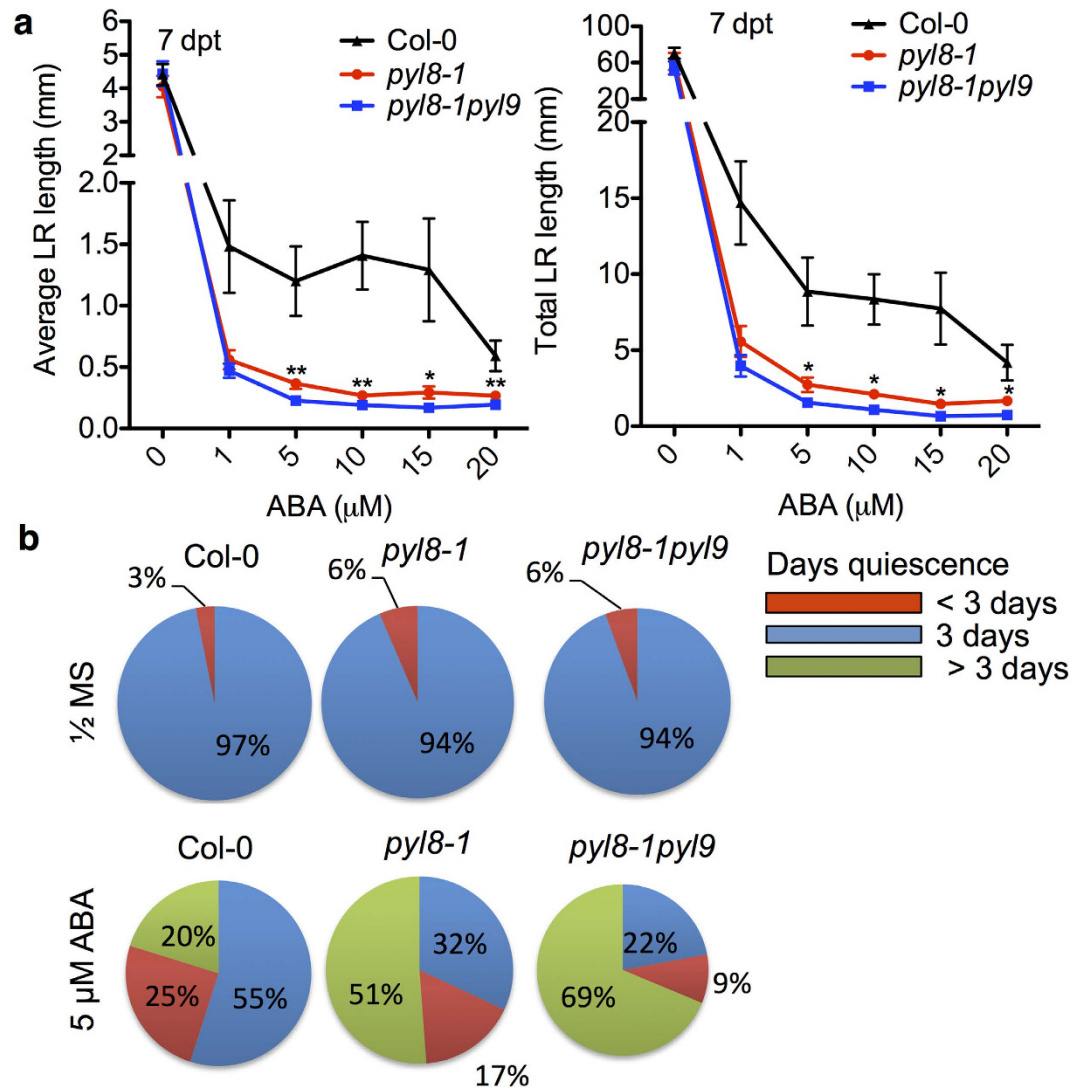 a
7 dpt
Col-0
pyl8-1
pyl8-1pyl9
Average LR length (mm)
6
5
4
3
2
2.0
1.5
1.0
0.5
0.0
** ** * **
0 1 5 10 15 20
ABA (μM)
7 dpt
Col-0
pyl8-1
pyl8-1pyl9
Total LR length (mm)
100
60
20
20
15
10
5
0
* * * *
0 1 5 10 15 20
ABA (μM)
b
Days quiescence
< 3 days
3 days
> 3 days
½ MS
Col-0
3%
97%
pyl8-1
6%
94%
pyl8-1pyl9
6%
94%
5 μM ABA
Col-0
20%
25%
55%
pyl8-1
32%
51%
17%
pyl8-1pyl9
22%
69%
9%